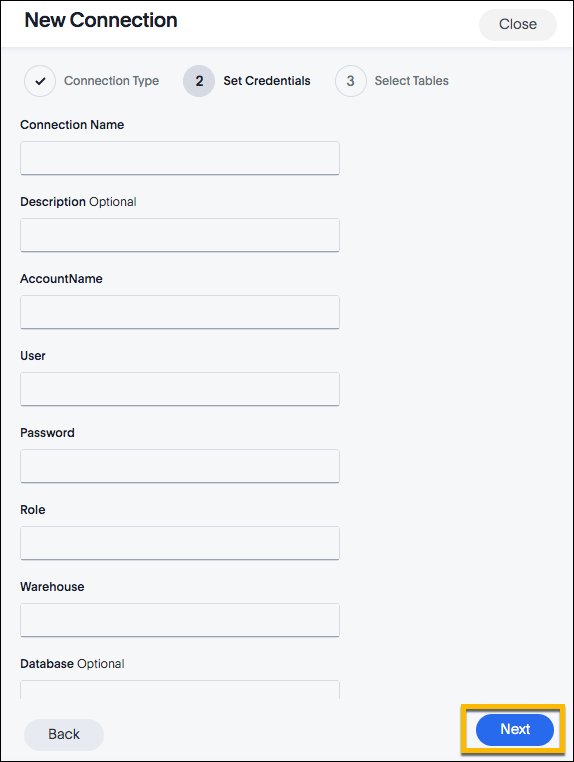 New Connection
Close
Connection Type
2 Set Credentials
3 Select Tables
Connection Name
Description Optional
AccountName
User
Password
Role
Warehouse
Database Optional
Back
Next